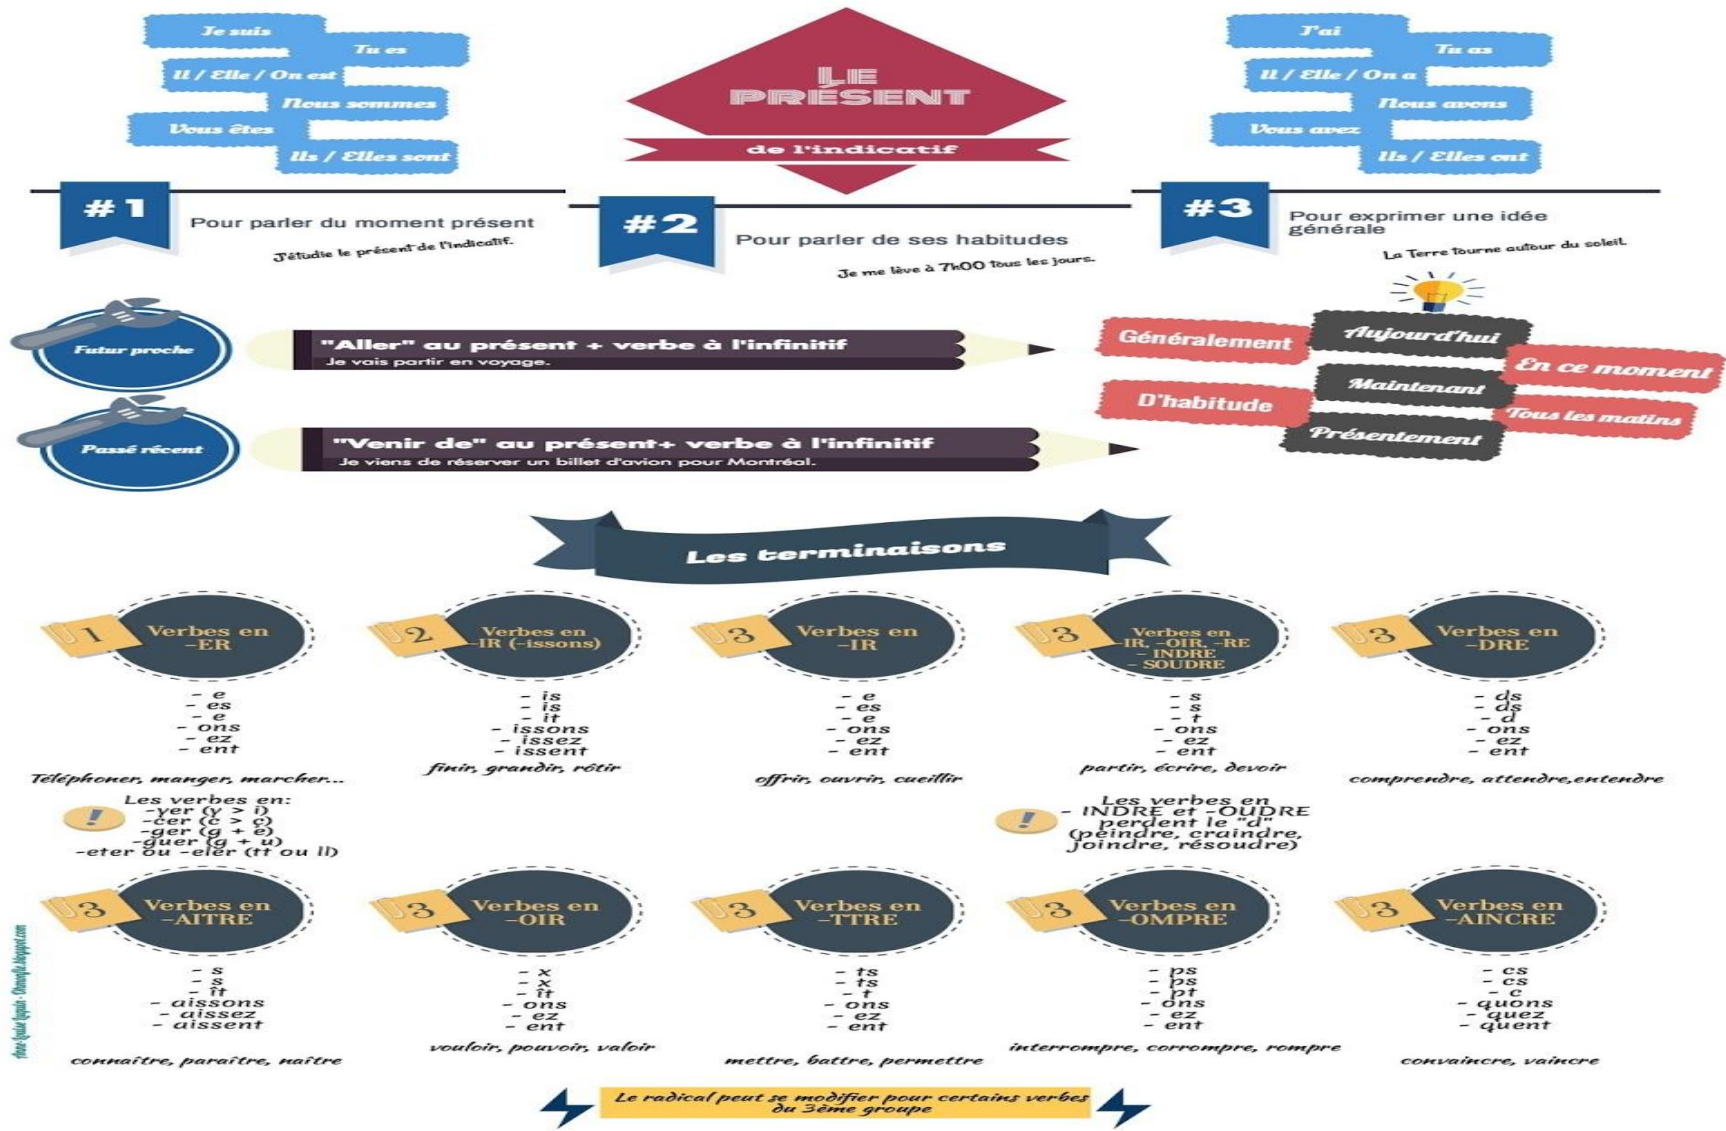 Je suis
Tu es
Il / Elle / On est
Nous sommes
Vous êtes
Ils / Elles sont
LE
PRÉSENT
de l'indicatif
J'ai
Tu as
Il / Elle / On a
Nous avons
Vous avez
Ils / Elles ont
#1
Pour parler du moment présent
J'étudie le présent de l'indicatif.
#2
Pour parler de ses habitudes
Je me lève à 7h00 tous les jours.
#3
Pour exprimer une idée
générale
La Terre tourne autour du soleil.
Futur proche
"Aller" au présent + verbe à l'infinitif
Je vais partir en voyage.
Passé récent
"Venir de" au présent+ verbe à l'infinitif
Je viens de réserver un billet d'avion pour Montréal.
Généralement
Aujourd'hui
En ce moment
Maintenant
D'habitude
Tous les matins
Présentement
Les terminaisons
1
Verbes en
-ER
- e
- es
- e
- ons
- ez
- ent
Téléphoner, manger, marcher...
!
Les verbes en:
-yer (y > i)
-cer (c > ç)
-ger (g + e)
-guer (g + u)
-eter ou -eler (tt ou ll)
2
Verbes en
-IR (-issons)
- is
- is
- it
- issons
- issez
- issent
finir, grandir, rôtir
3
Verbes en
-IR
- e
- es
- e
- ons
- ez
- ent
offrir, ouvrir, cueillir
3
Verbes en
-IR, -OIR, -RE
- INDRE
- SOUDRE
- s
- s
- t
- ons
- ez
- ent
partir, écrire, devoir
!
Les verbes en
- INDRE et -OUDRE
perdent le "d"
(peindre, craindre,
joindre, résoudre)
3
Verbes en
-DRE
- ds
- ds
- d
- ons
- ez
- ent
comprendre, attendre,entendre
3
Verbes en
-AITRE
- s
- s
- ît
- aissons
- aissez
- aissent
connaître, paraître, naître
3
Verbes en
-OIR
- x
- x
- ît
- ons
- ez
- ent
vouloir, pouvoir, valoir
3
Verbes en
-TTRE
- ts
- ts
- t
- ons
- ez
- ent
mettre, battre, permettre
3
Verbes en
-OMPRE
- ps
- ps
- pt
- ons
- ez
- ent
interrompre, corrompre, rompre
3
Verbes en
-AINCRE
- cs
- cs
- c
- quons
- quez
- quent
convaincre, vaincre
Le radical peut se modifier pour certains verbes
du 3ème groupe